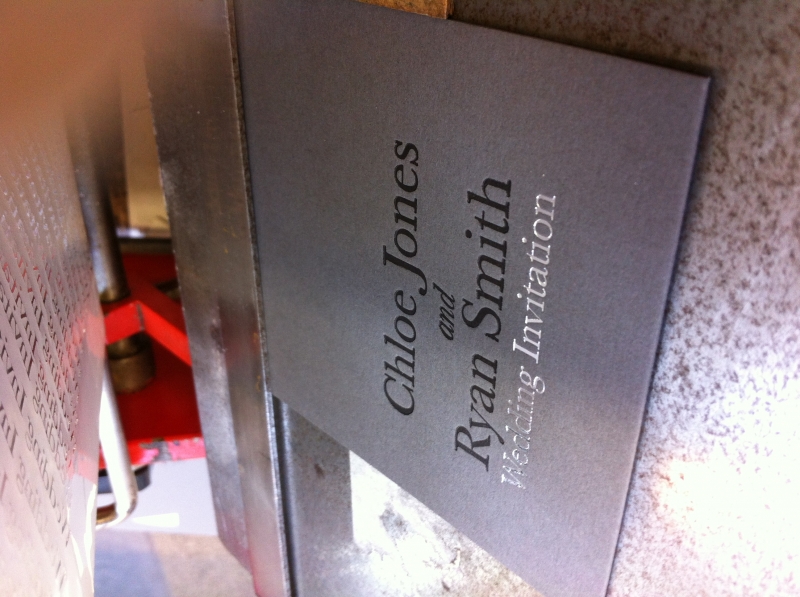 Chloe Jones
and
Ryan Smith
Wedding Invitation